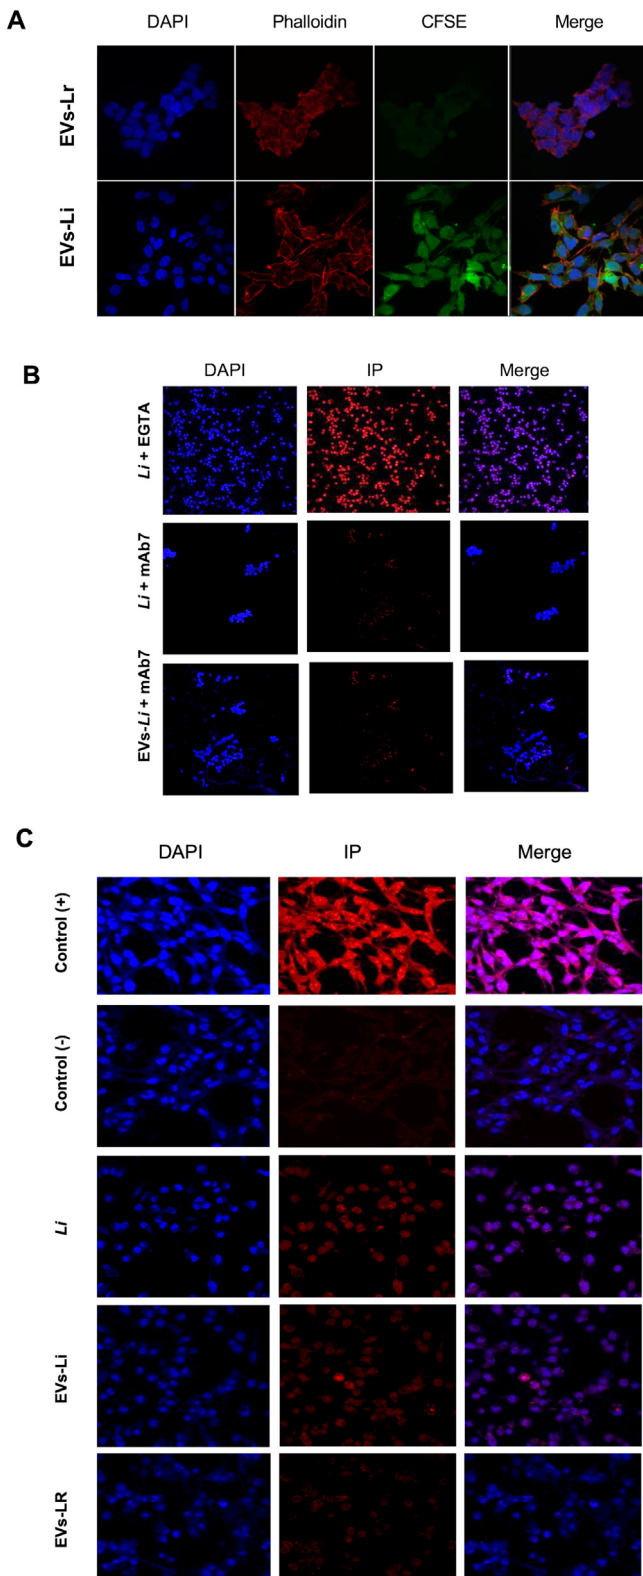 A
DAPI Phalloidin CFSE Merge
EVs-Lr
EVs-Li
B
DAPI IP Merge
Li + EGTA
Li + mAb7
EVs-Li + mAb7
C
DAPI IP Merge
Control (+)
Control (-)
Li
EVs-Li
EVs-LR